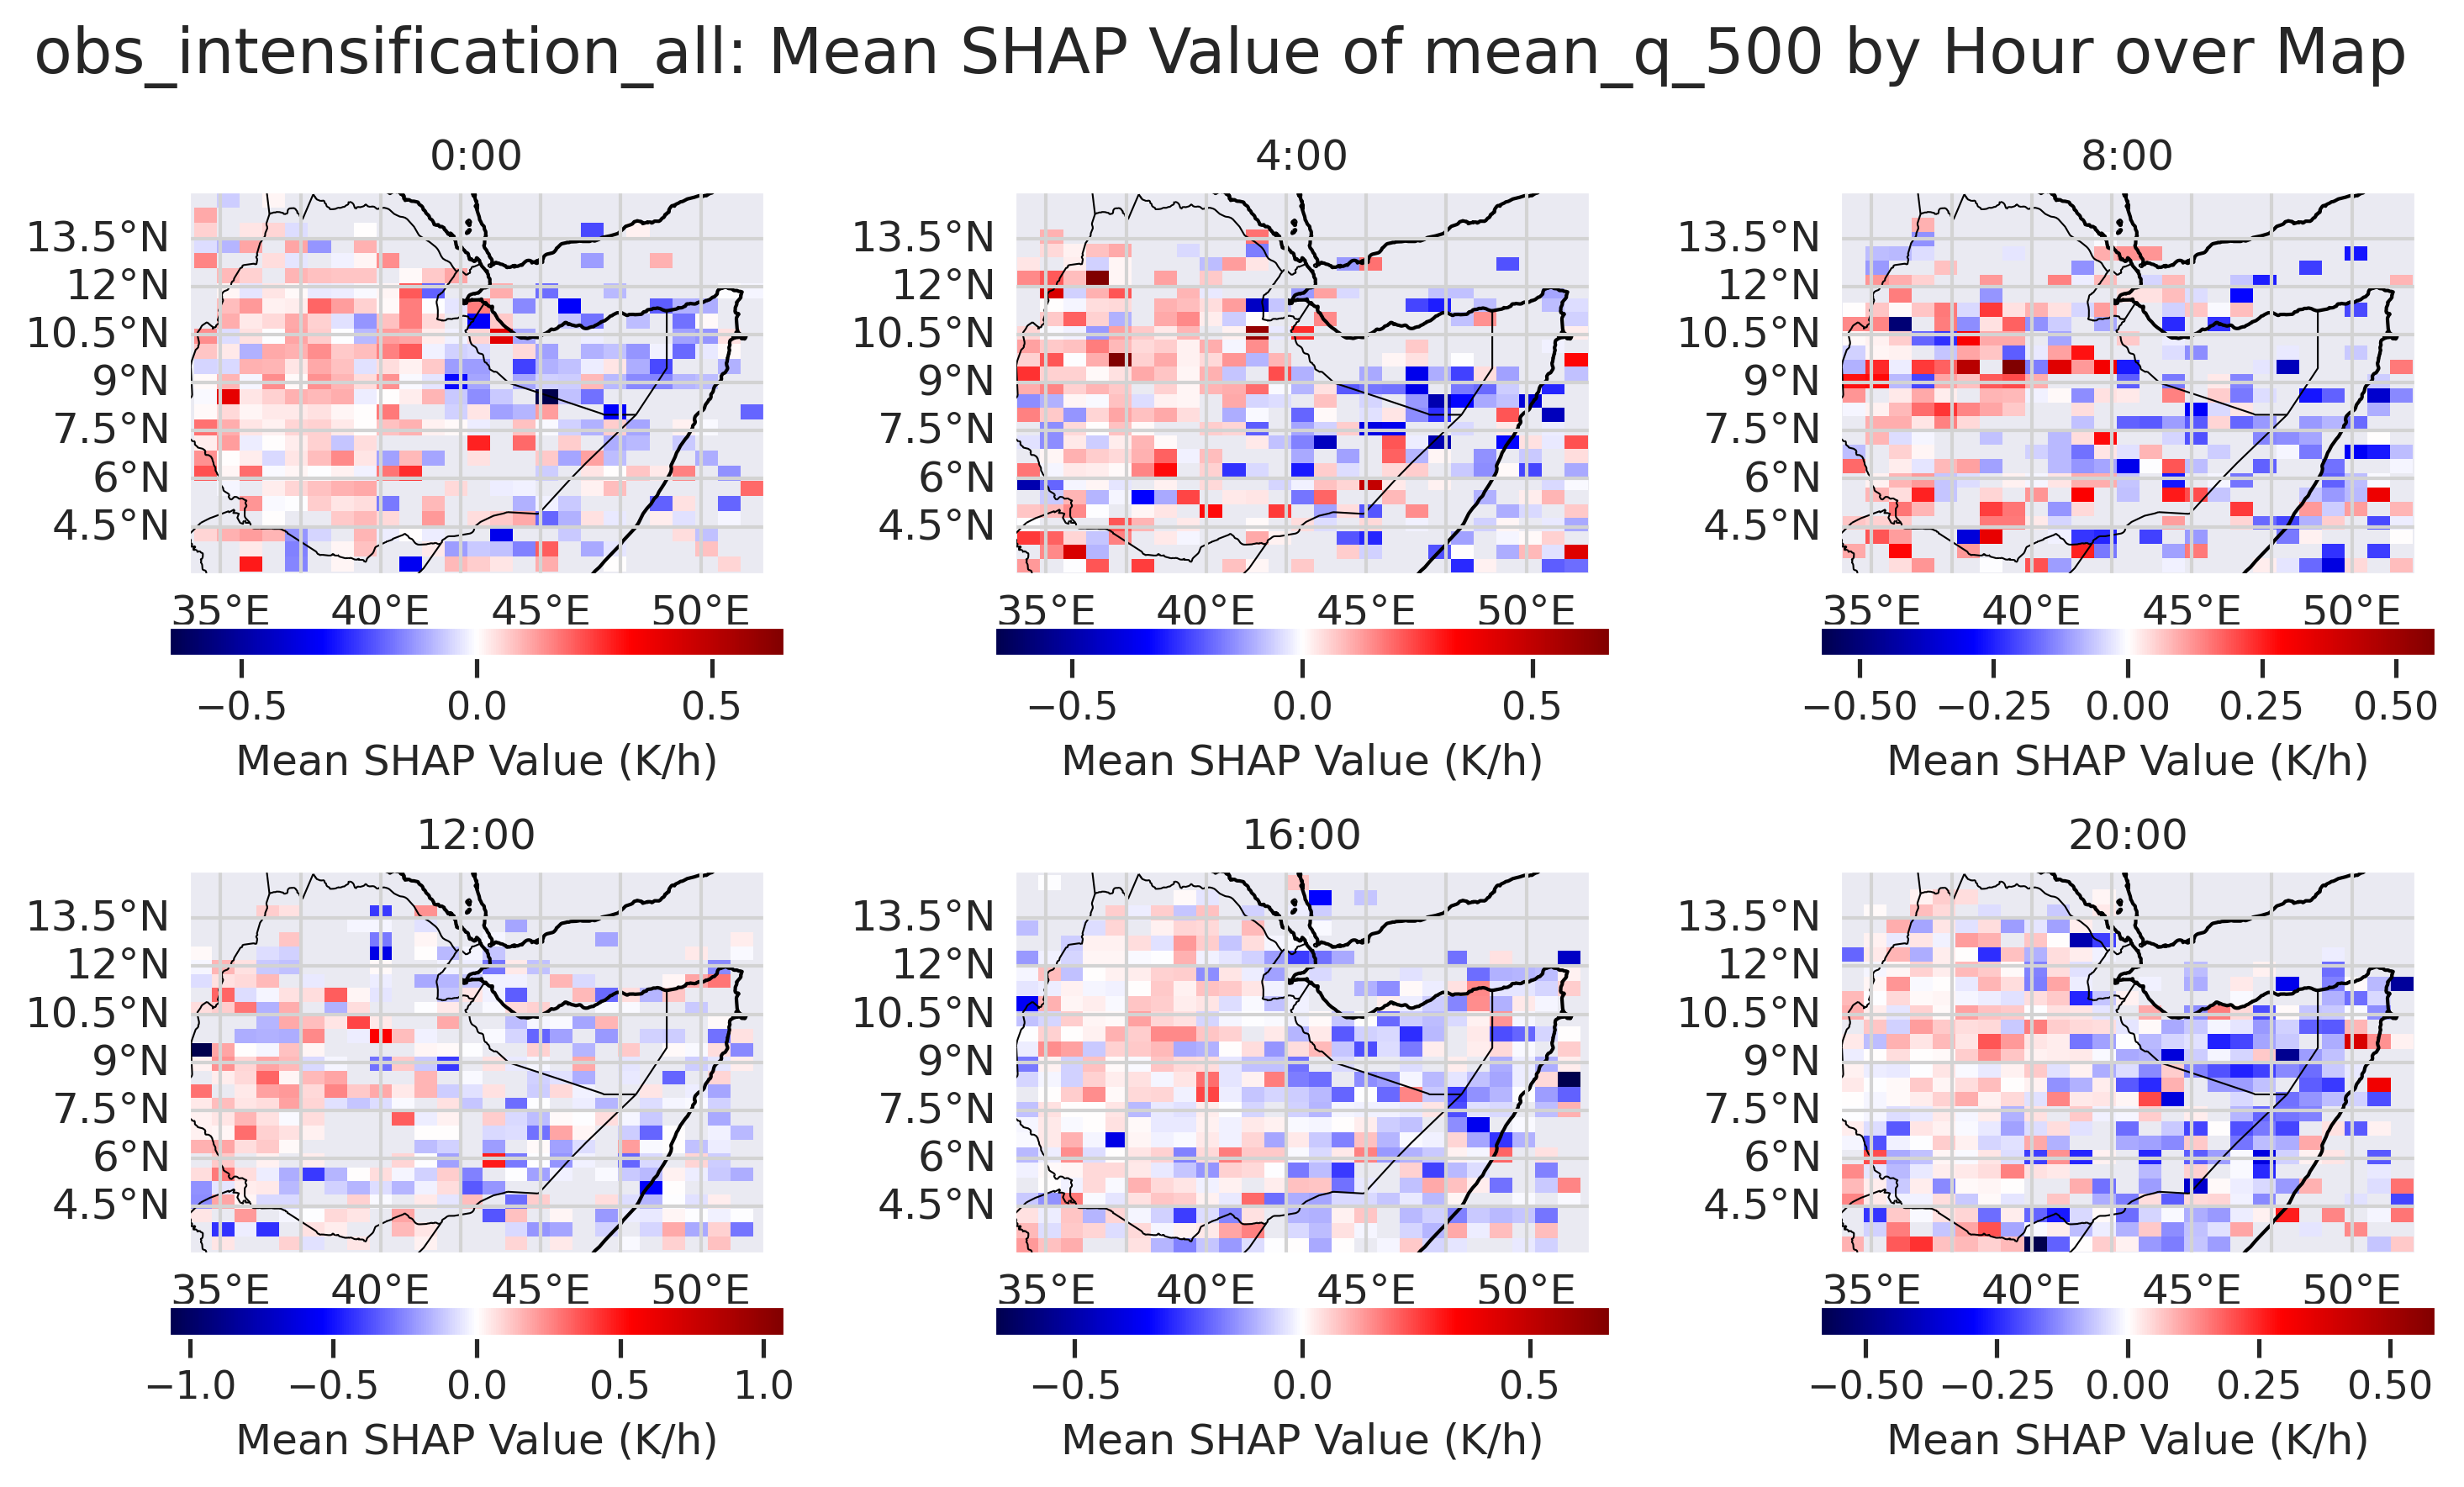 obs_intensification_all: Mean SHAP Value of mean_q_500 by Hour over Map
0:00
4:00
8:00
13.5°N
12°N
10.5°N
9°N
7.5°N
6°N
4.5°N
13.5°N
12°N
10.5°N
9°N
7.5°N
6°N
4.5°N
13.5°N
12°N
10.5°N
9°N
7.5°N
6°N
4.5°N
35°E 40°E 45°E 50°E
35°E 40°E 45°E 50°E
35°E 40°E 45°E 50°E
−0.5 0.0 0.5
−0.5 0.0 0.5
−0.50 −0.25 0.00 0.25 0.50
Mean SHAP Value (K/h)
Mean SHAP Value (K/h)
Mean SHAP Value (K/h)
12:00
16:00
20:00
13.5°N
12°N
10.5°N
9°N
7.5°N
6°N
4.5°N
13.5°N
12°N
10.5°N
9°N
7.5°N
6°N
4.5°N
13.5°N
12°N
10.5°N
9°N
7.5°N
6°N
4.5°N
35°E 40°E 45°E 50°E
35°E 40°E 45°E 50°E
35°E 40°E 45°E 50°E
−1.0 −0.5 0.0 0.5 1.0
−0.5 0.0 0.5
−0.50 −0.25 0.00 0.25 0.50
Mean SHAP Value (K/h)
Mean SHAP Value (K/h)
Mean SHAP Value (K/h)